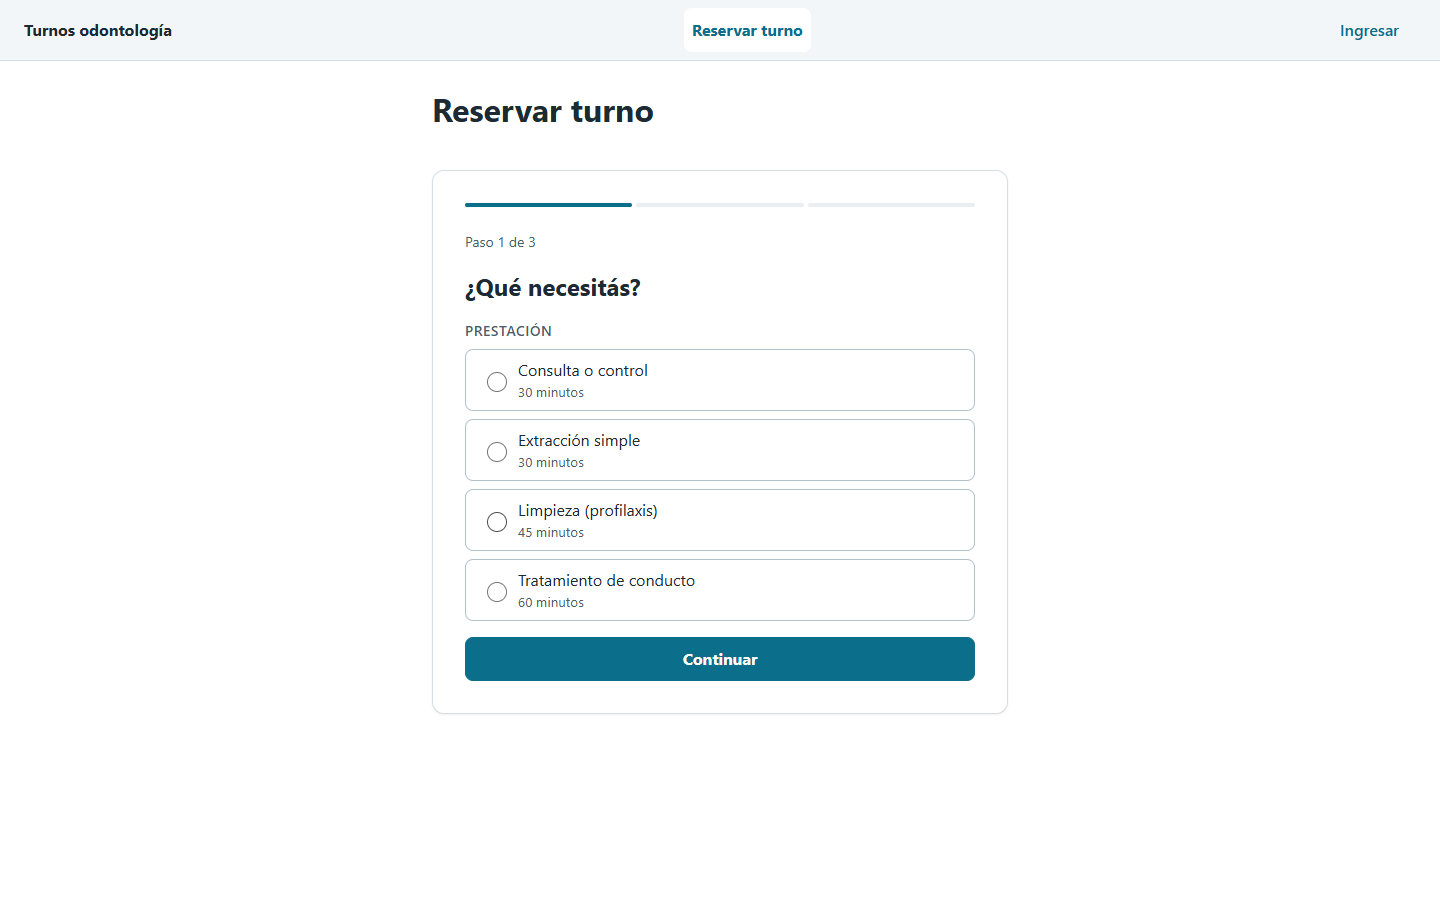 Turnos odontología
Reservar turno
Ingresar
Reservar turno
Paso 1 de 3
¿Qué necesitás?
PRESTACIÓN
Consulta o control
30 minutos
Extracción simple
30 minutos
Limpieza (profilaxis)
45 minutos
Tratamiento de conducto
60 minutos
Continuar